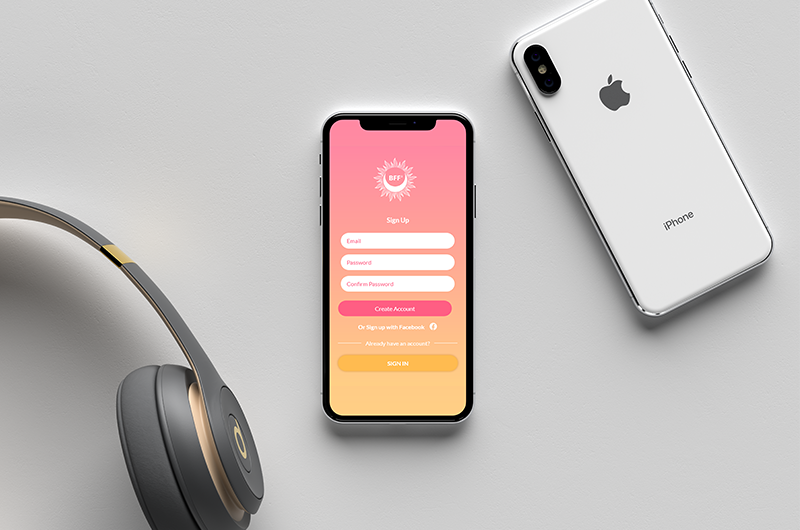 BFF'
Sign Up
Email
Password
Confirm Password
Create Account
Or Sign up with Facebook f
Already have an account?
SIGN IN
iPhone